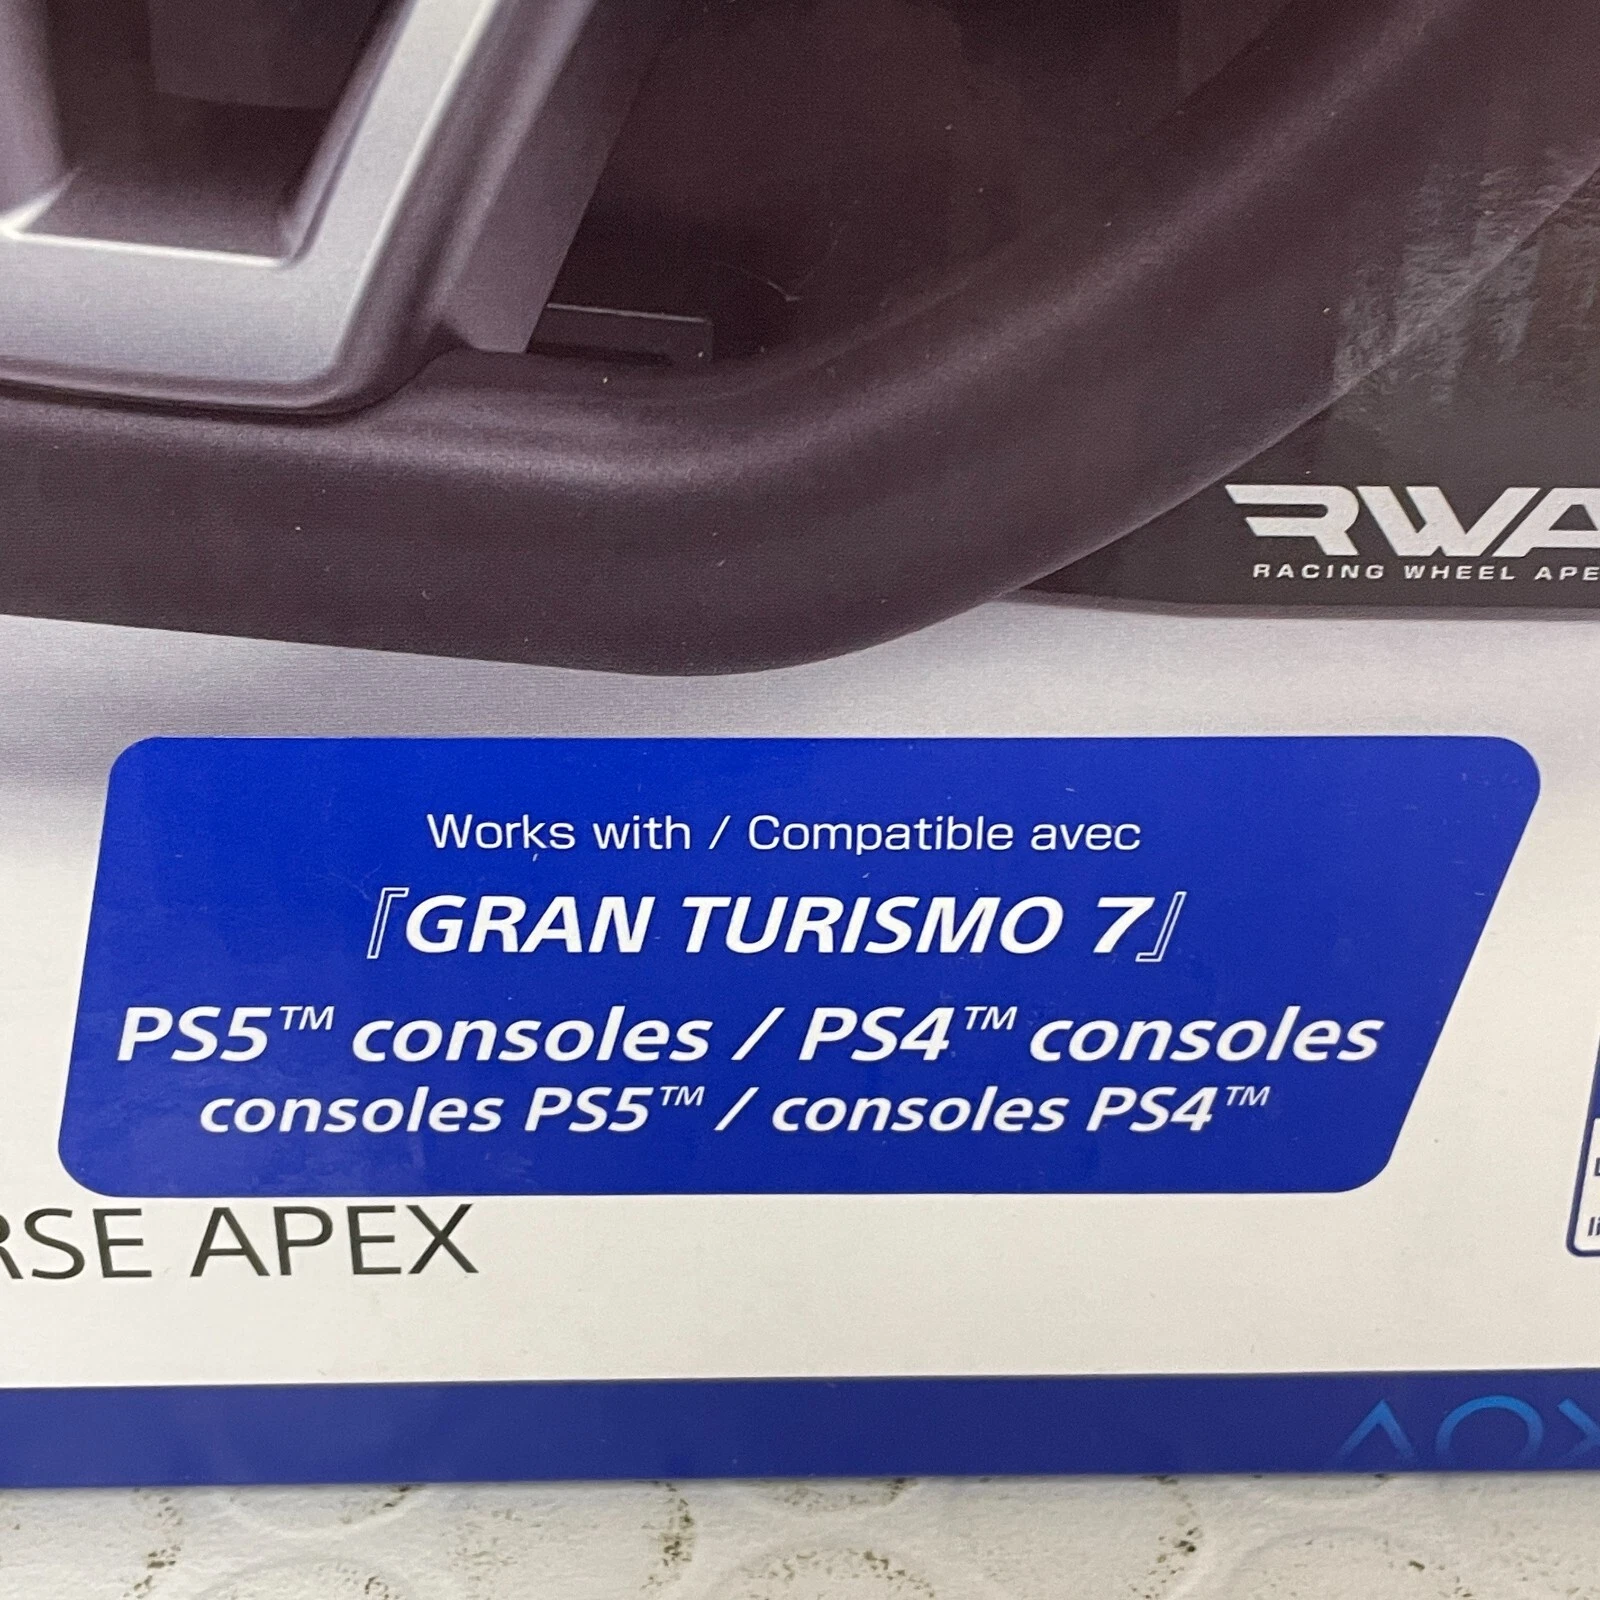 RWA
RACING WHEEL APE
Works with / Compatible avec
『GRAN TURISMO 7』
PS5™ consoles / PS4™ consoles
consoles PS5™ / consoles PS4™
RSE APEX